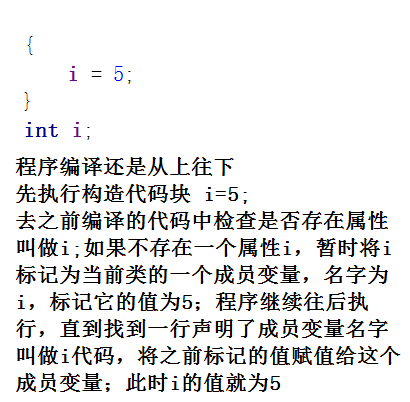 {
i = 5;
}
int i;
程序编译还是从上往下
先执行构造代码块 i=5;
去之前编译的代码中检查是否存在属性
叫做i;如果不存在一个属性i，暂时将i
标记为当前类的一个成员变量，名字为
i，标记它的值为5；程序继续往后执
行，直到找到一行声明了成员变量名字
叫做i代码，将之前标记的值赋值给这个
成员变量；此时i的值就为5